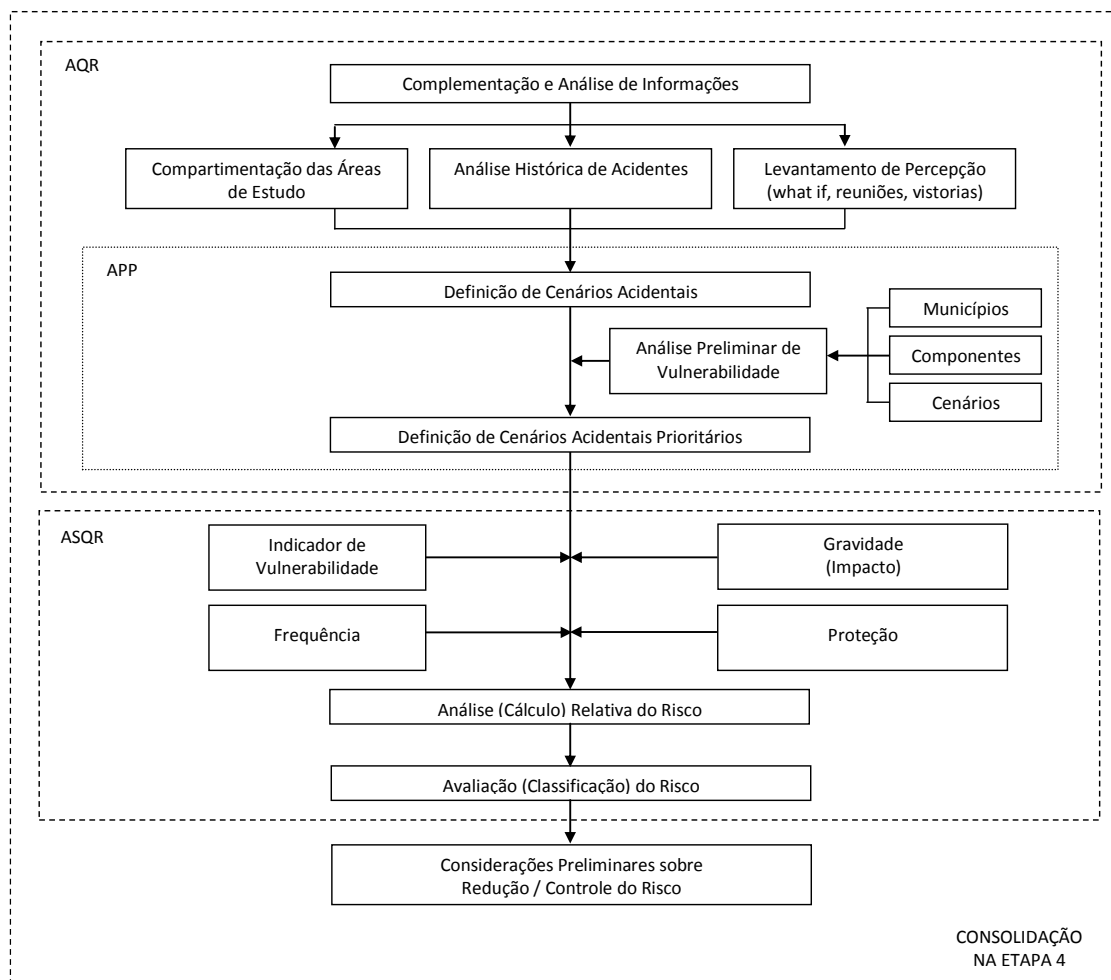 AQR
Complementação e Análise de Informações
Compartimentação das Áreas
de Estudo
Análise Histórica de Acidentes
Levantamento de Percepção
(what if, reuniões, vistorias)
APP
Definição de Cenários Acidentais
Análise Preliminar de
Vulnerabilidade
Municípios
Componentes
Cenários
Definição de Cenários Acidentais Prioritários
ASQR
Indicador de
Vulnerabilidade
Gravidade
(Impacto)
Frequência
Proteção
Análise (Cálculo) Relativa do Risco
Avaliação (Classificação) do Risco
Considerações Preliminares sobre
Redução / Controle do Risco
CONSOLIDAÇÃO
NA ETAPA 4